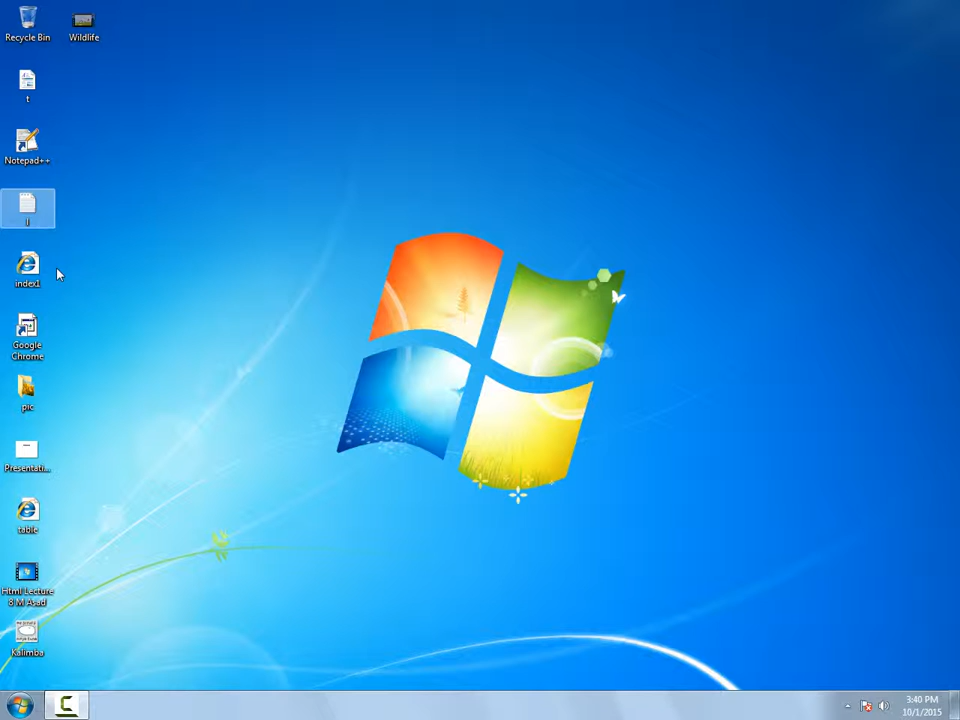 Recycle Bin
Wildlife
t
Notepad++
index1
Google
Chrome
pic
Presentati...
table
Html Lecture
8 M Asad
Kalimba
3:40 PM
10/1/2015